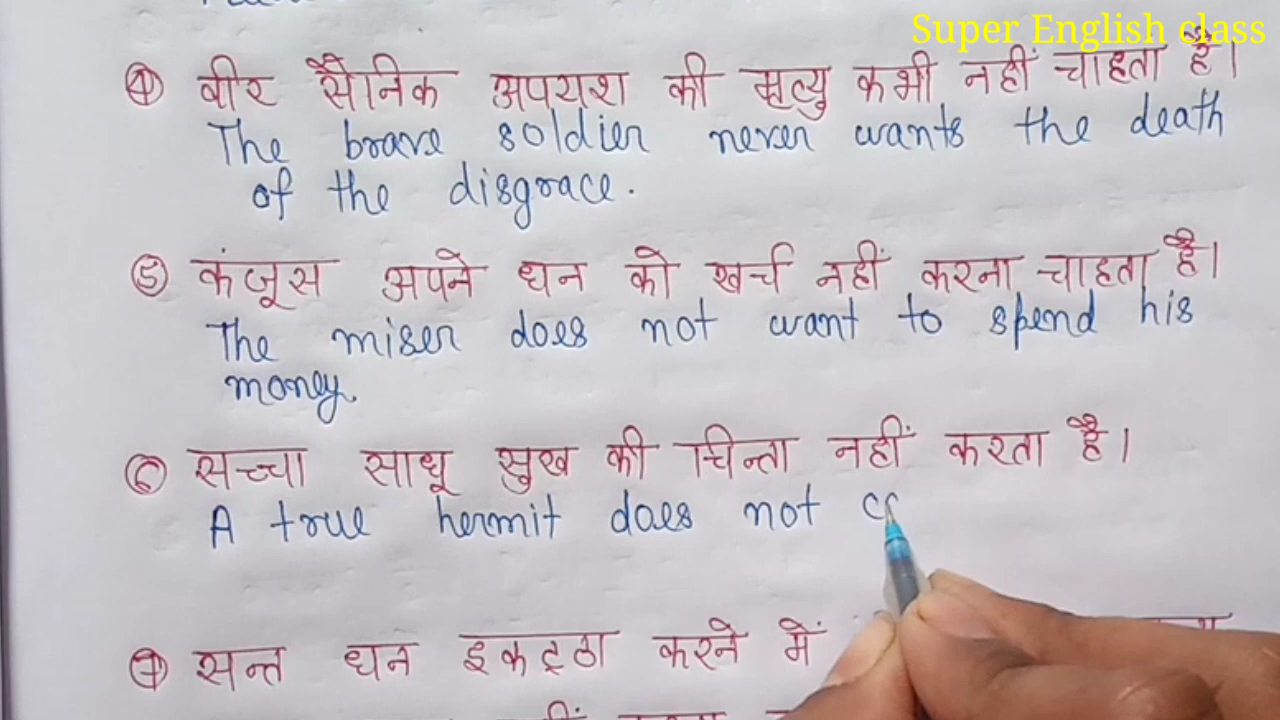 Super English class
④ वीर सैनिक अपयश की मृत्यु कभी नहीं चाहता है।
The brave soldier never wants the death
of the disgrace.
⑤ कंजूस अपने धन को खर्च नहीं करना चाहता है।
The miser does not want to spend his
money.
⑥ सच्चा साधू सुख की चिन्ता नहीं करता है।
A true hermit does not
⑦ सन्त धन इकट्ठा करने में